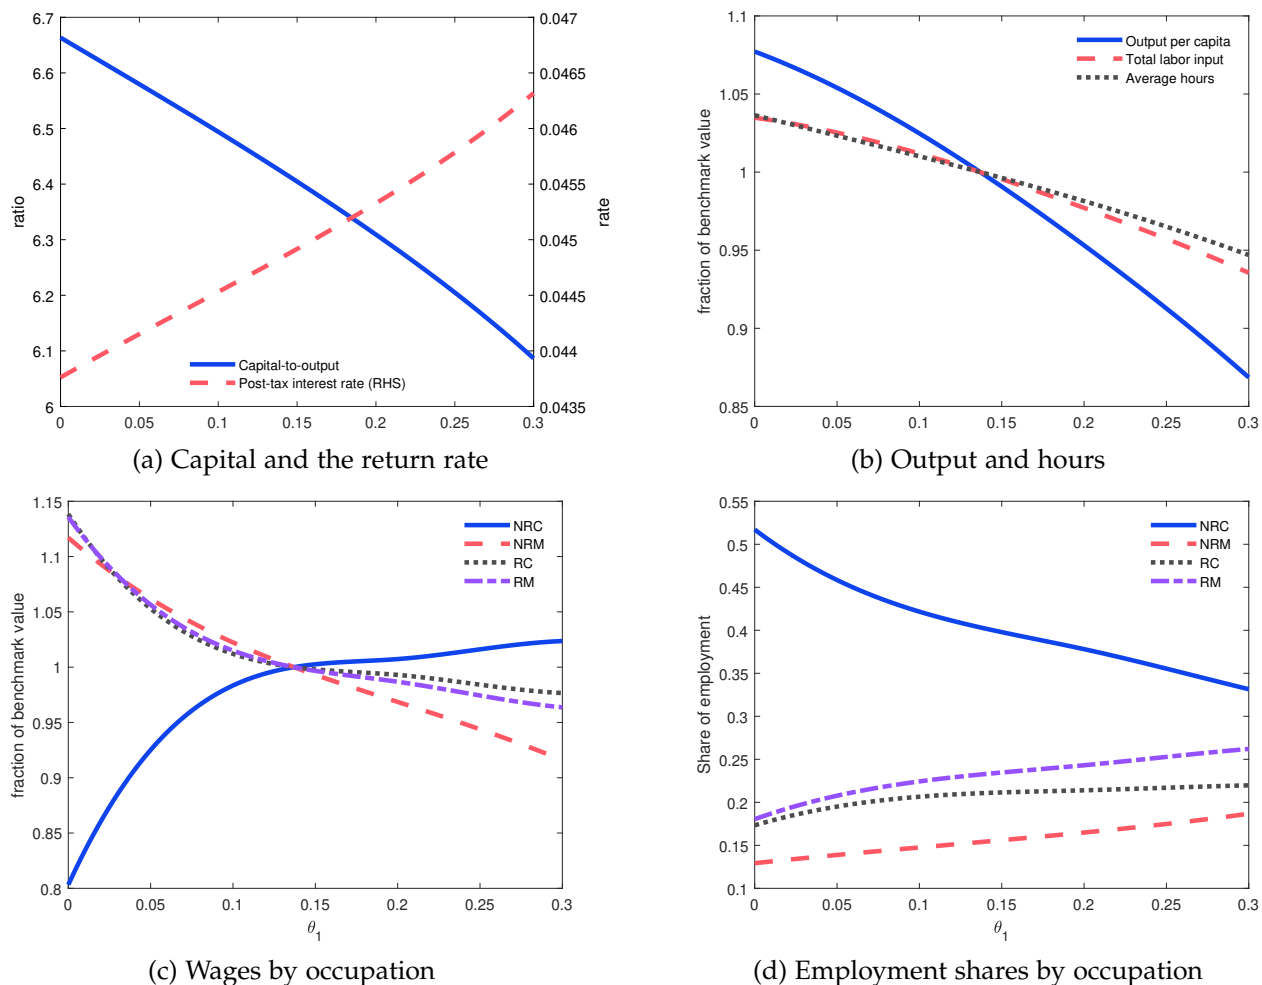 6.7
6.6
6.5
6.4
6.3
6.2
6.1
6
ratio
0.047
0.0465
0.046
0.0455
0.045
0.0445
0.044
0.0435
rate
Capital-to-output
Post-tax interest rate (RHS)
0 0.05 0.1 0.15 0.2 0.25 0.3
(a) Capital and the return rate
1.1
1.05
1
0.95
0.9
0.85
fraction of benchmark value
Output per capita
Total labor input
Average hours
0 0.05 0.1 0.15 0.2 0.25 0.3
(b) Output and hours
1.15
1.1
1.05
1
0.95
0.9
0.85
0.8
fraction of benchmark value
NRC
NRM
RC
RM
0 0.05 0.1 0.15 0.2 0.25 0.3
θ1
(c) Wages by occupation
0.55
0.5
0.45
0.4
0.35
0.3
0.25
0.2
0.15
0.1
Share of employment
NRC
NRM
RC
RM
0 0.05 0.1 0.15 0.2 0.25 0.3
θ1
(d) Employment shares by occupation